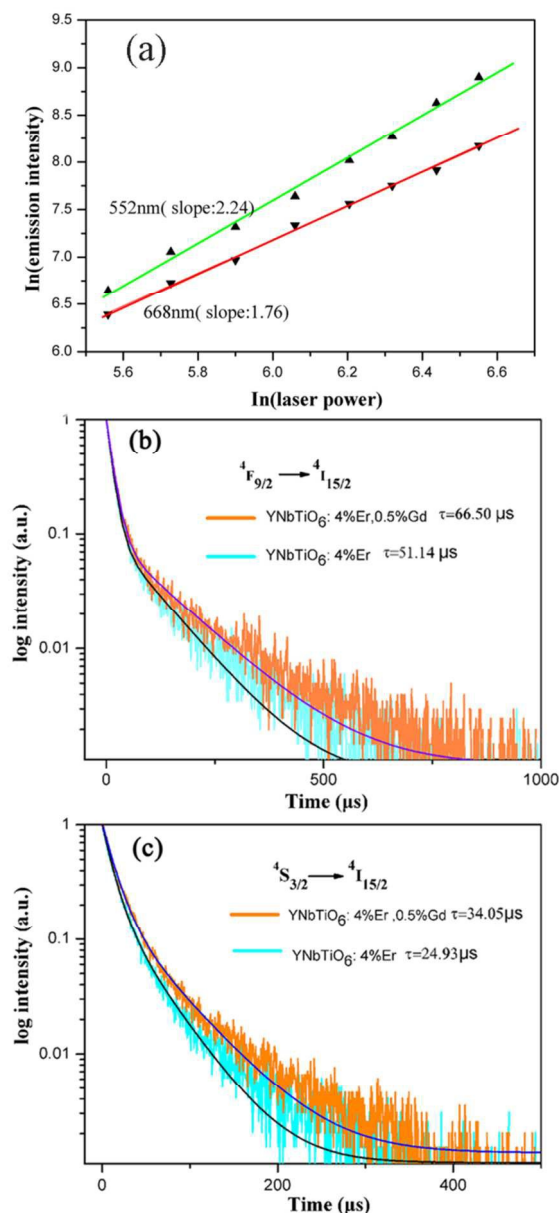 (a)
9.0
8.5
8.0
7.5
7.0
6.5
6.0
In(emission intensity)
552nm( slope:2.24)
668nm( slope:1.76)
5.6 5.8 6.0 6.2 6.4 6.6
In(laser power)
(b)
1
0.1
0.01
log intensity (a.u.)
⁴F₉/₂ → ⁴I₁₅/₂
YNbTiO₆: 4%Er,0.5%Gd τ=66.50 µs
YNbTiO₆: 4%Er τ=51.14 µs
0 500 1000
Time (µs)
(c)
1
0.1
0.01
log intensity (a.u.)
⁴S₃/₂ → ⁴I₁₅/₂
YNbTiO₆: 4%Er ,0.5%Gd τ=34.05µs
YNbTiO₆: 4%Er τ=24.93µs
0 200 400
Time (µs)